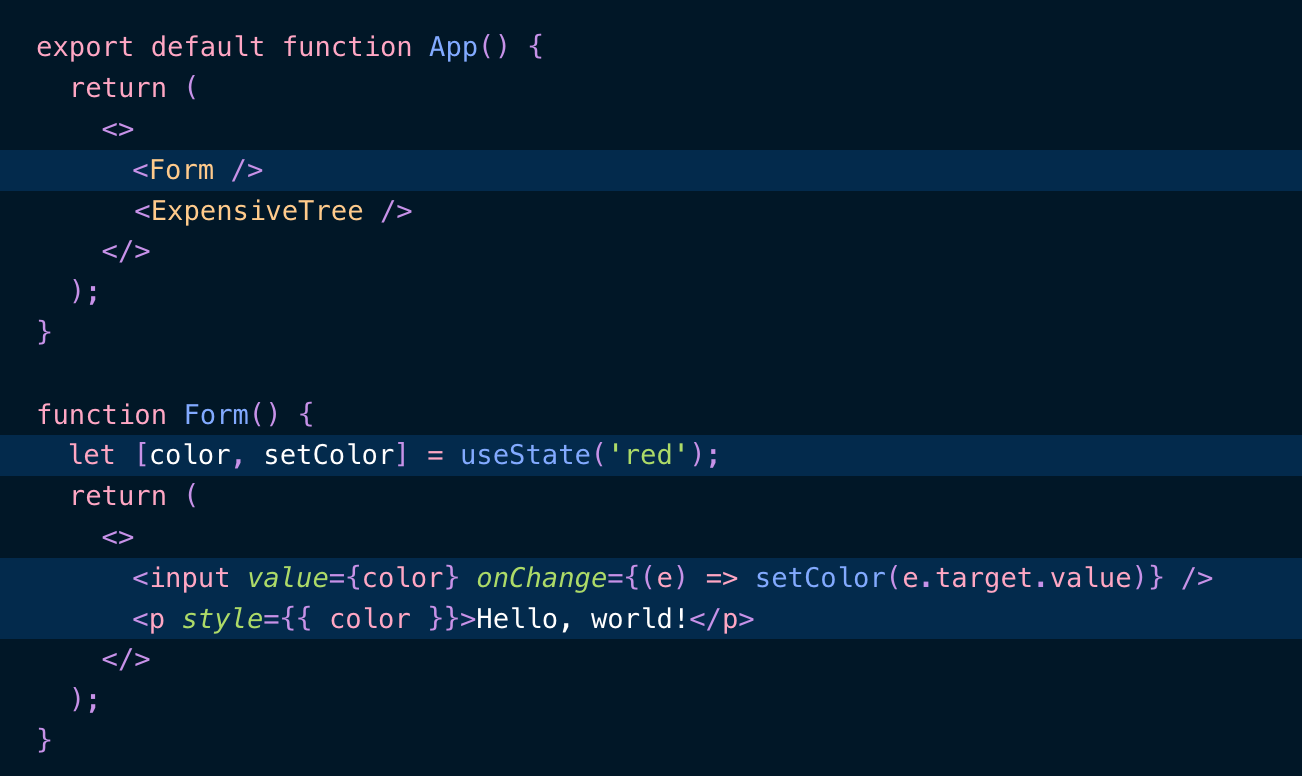 export default function App() {
  return (
    <>
      <Form />
      <ExpensiveTree />
    </>
  );
}

function Form() {
  let [color, setColor] = useState('red');
  return (
    <>
      <input value={color} onChange={(e) => setColor(e.target.value)} />
      <p style={{ color }}>Hello, world!</p>
    </>
  );
}